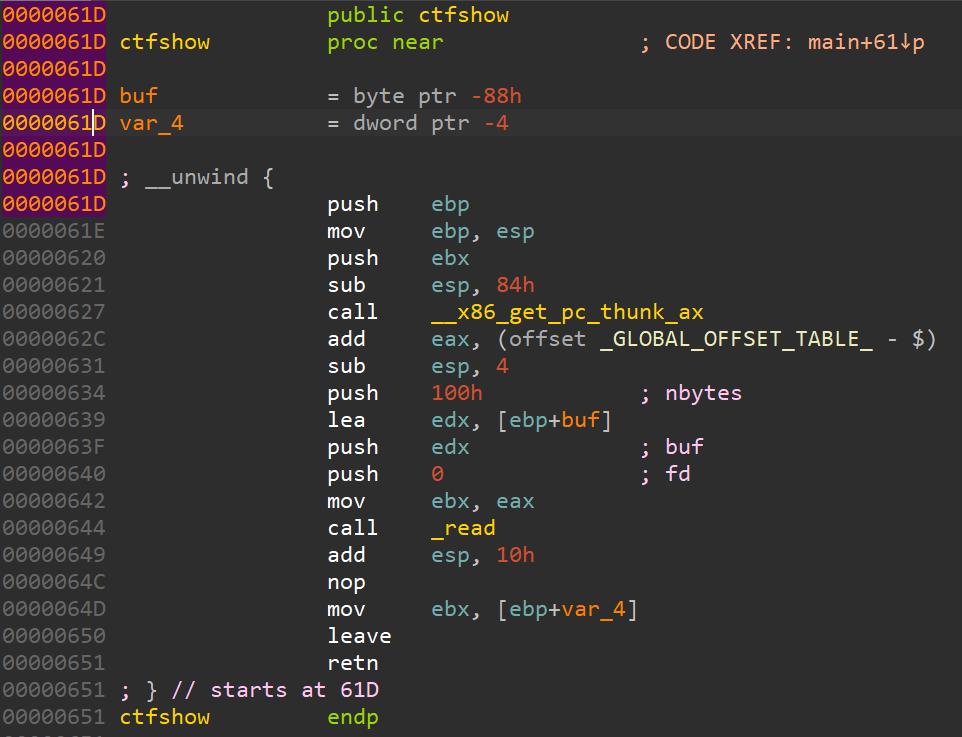 0000061D public ctfshow
0000061D ctfshow proc near ; CODE XREF: main+61↓p
0000061D
0000061D buf = byte ptr -88h
0000061D var_4 = dword ptr -4
0000061D
0000061D ; __unwind {
0000061D push ebp
0000061E mov ebp, esp
00000620 push ebx
00000621 sub esp, 84h
00000627 call __x86_get_pc_thunk_ax
0000062C add eax, (offset _GLOBAL_OFFSET_TABLE_ - $)
00000631 sub esp, 4
00000634 push 100h ; nbytes
00000639 lea edx, [ebp+buf]
0000063F push edx ; buf
00000640 push 0 ; fd
00000642 mov ebx, eax
00000644 call _read
00000649 add esp, 10h
0000064C nop
0000064D mov ebx, [ebp+var_4]
00000650 leave
00000651 retn
00000651 ; } // starts at 61D
00000651 ctfshow endp